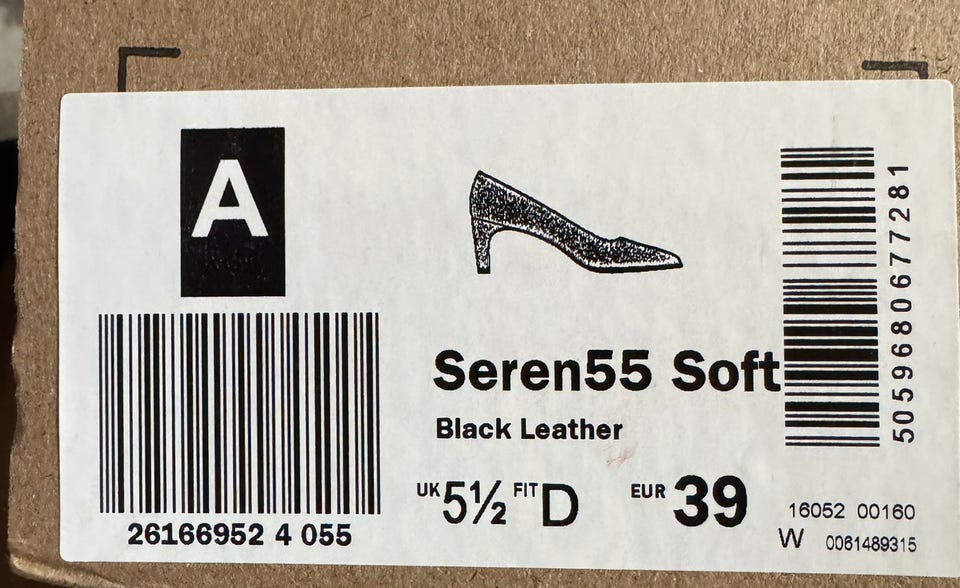 A
Seren55 Soft
Black Leather
UK 5½ FIT D EUR 39
26166952 4 055
5059680677281
16052 00160
W 0061489315